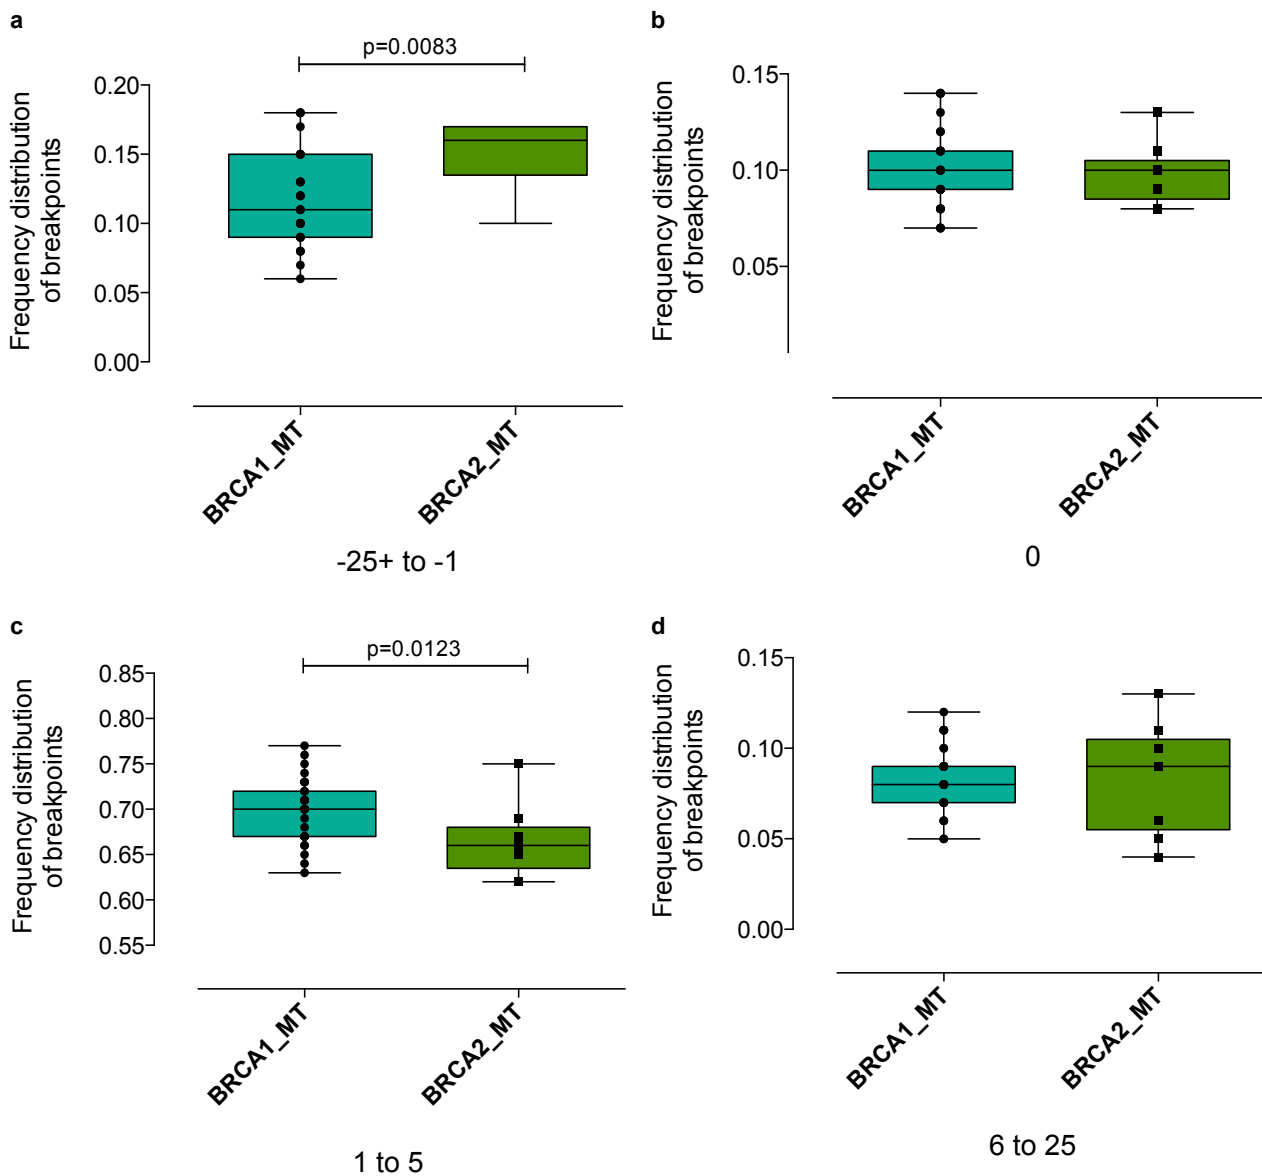 a
p=0.0083
Frequency distribution
of breakpoints
0.20
0.15
0.10
0.05
0.00
BRCA1_MT
BRCA2_MT
-25+ to -1
b
Frequency distribution
of breakpoints
0.15
0.10
0.05
BRCA1_MT
BRCA2_MT
0
c
p=0.0123
Frequency distribution
of breakpoints
0.85
0.80
0.75
0.70
0.65
0.60
0.55
BRCA1_MT
BRCA2_MT
1 to 5
d
Frequency distribution
of breakpoints
0.15
0.10
0.05
0.00
BRCA1_MT
BRCA2_MT
6 to 25